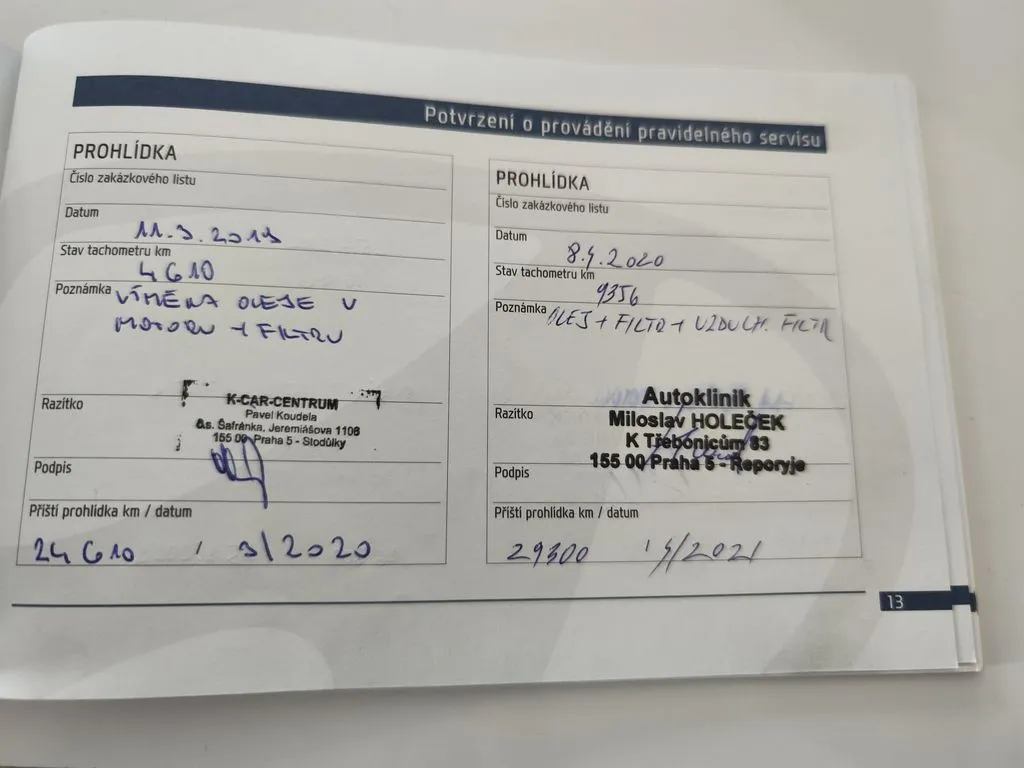 Potvrzení o provádění pravidelného servisu
PROHLÍDKA
Číslo zakázkového listu
Datum
11.3.2019
Stav tachometru km
4610
Poznámka VÍMĚNA OLEJE V
MOTORU + FILTRU
Razítko
K-CAR-CENTRUM
Pavel Koudela
Jeremiášova 1106
155 00 Praha 5 - Stodůlky
Podpis
Příští prohlídka km / datum
24610 / 3/2020
PROHLÍDKA
Číslo zakázkového listu
Datum
8.4.2020
Stav tachometru km
9356
Poznámka OLEJ + FILTR + VZDUCH. FILTR
Razítko
Autoklinik
Miloslav HOLEČEK
K Třebonicům 83
155 00 Praha 5 - Řeporyje
Podpis
Příští prohlídka km / datum
29300 / 4/2021
13